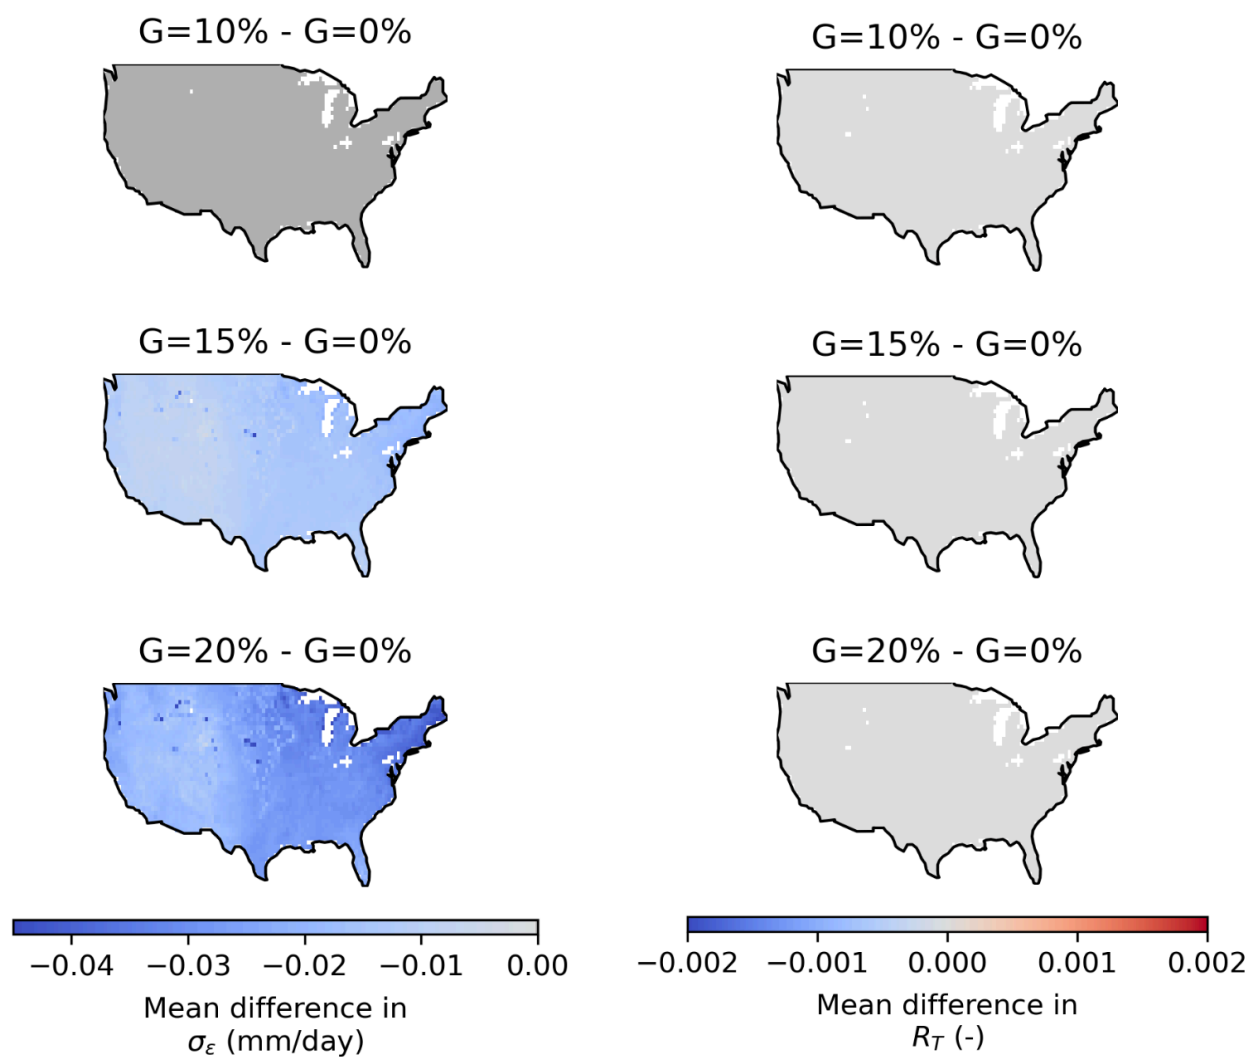 G=10% - G=0%
G=10% - G=0%
G=15% - G=0%
G=15% - G=0%
G=20% - G=0%
G=20% - G=0%
−0.04 −0.03 −0.02 −0.01 0.00
Mean difference in
σ_ε (mm/day)
−0.002 −0.001 0.000 0.001 0.002
Mean difference in
R_T (-)